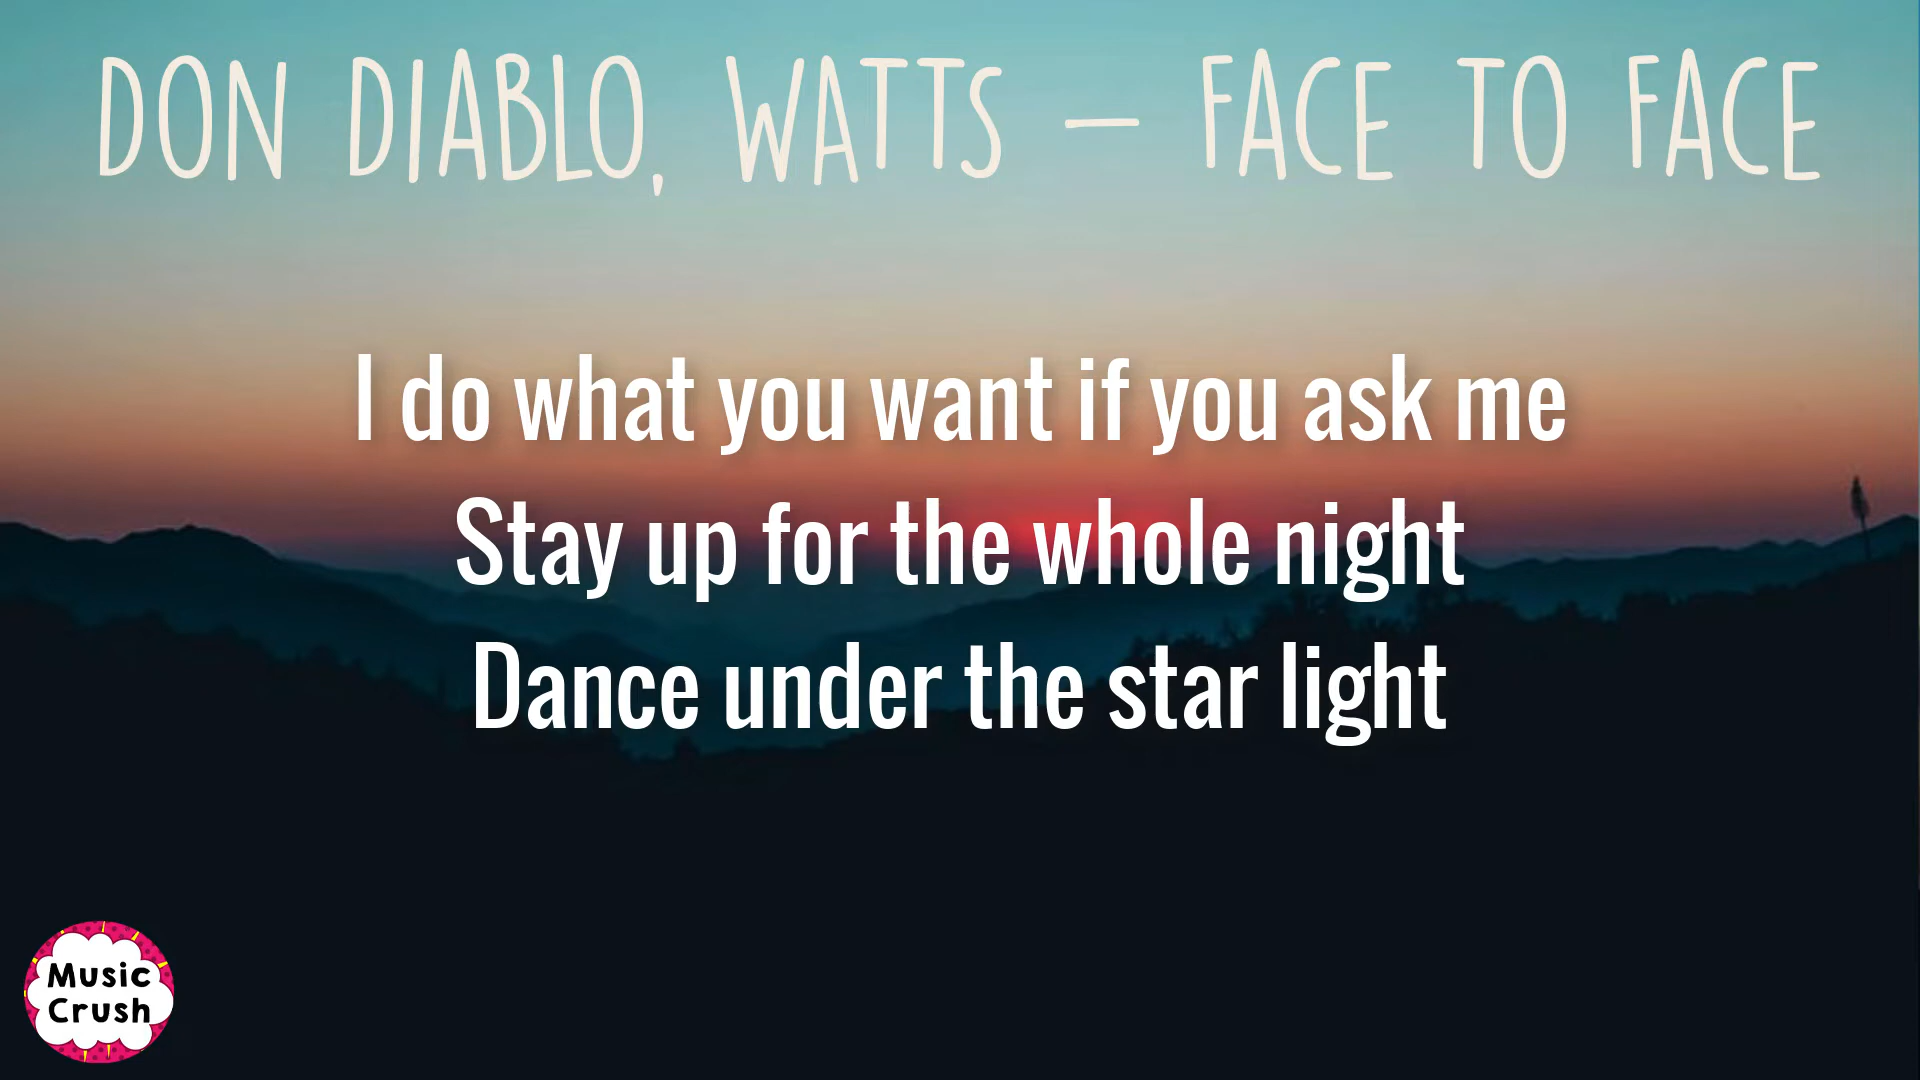 DON DIABLO, WATTS – FACE TO FACE
I do what you want if you ask me
Stay up for the whole night
Dance under the star light
Music
Crush